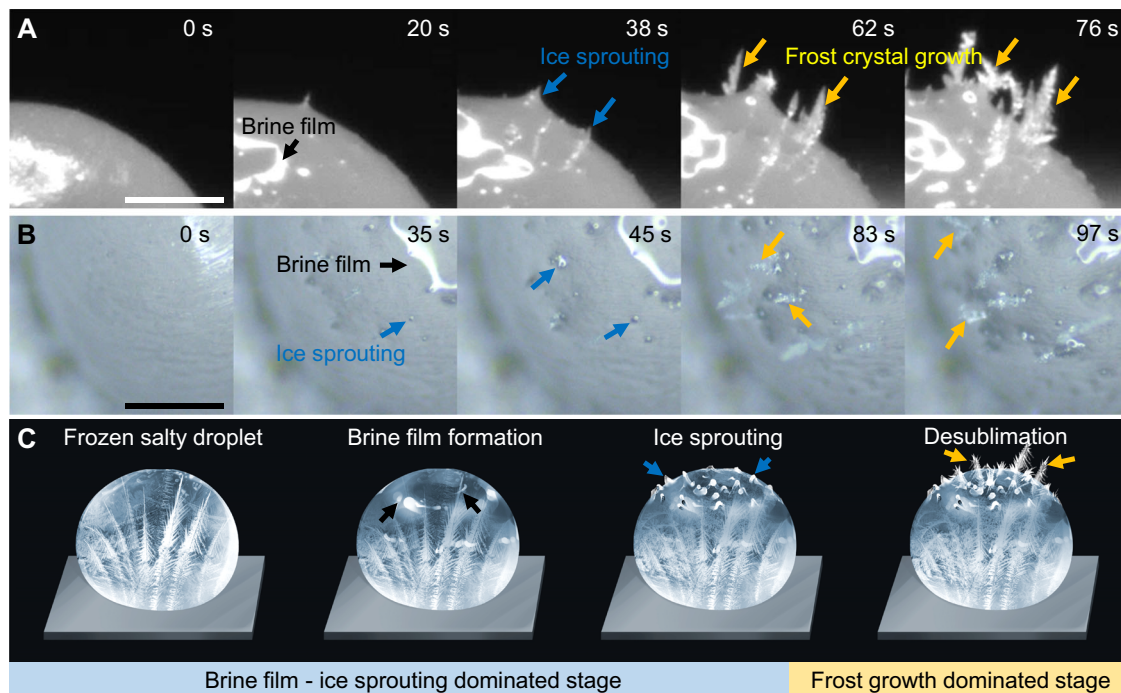 A
0 s
20 s
38 s
62 s
76 s
Ice sprouting
Frost crystal growth
Brine film
B
0 s
35 s
45 s
83 s
97 s
Brine film
Ice sprouting
C
Frozen salty droplet
Brine film formation
Ice sprouting
Desublimation
Brine film - ice sprouting dominated stage
Frost growth dominated stage